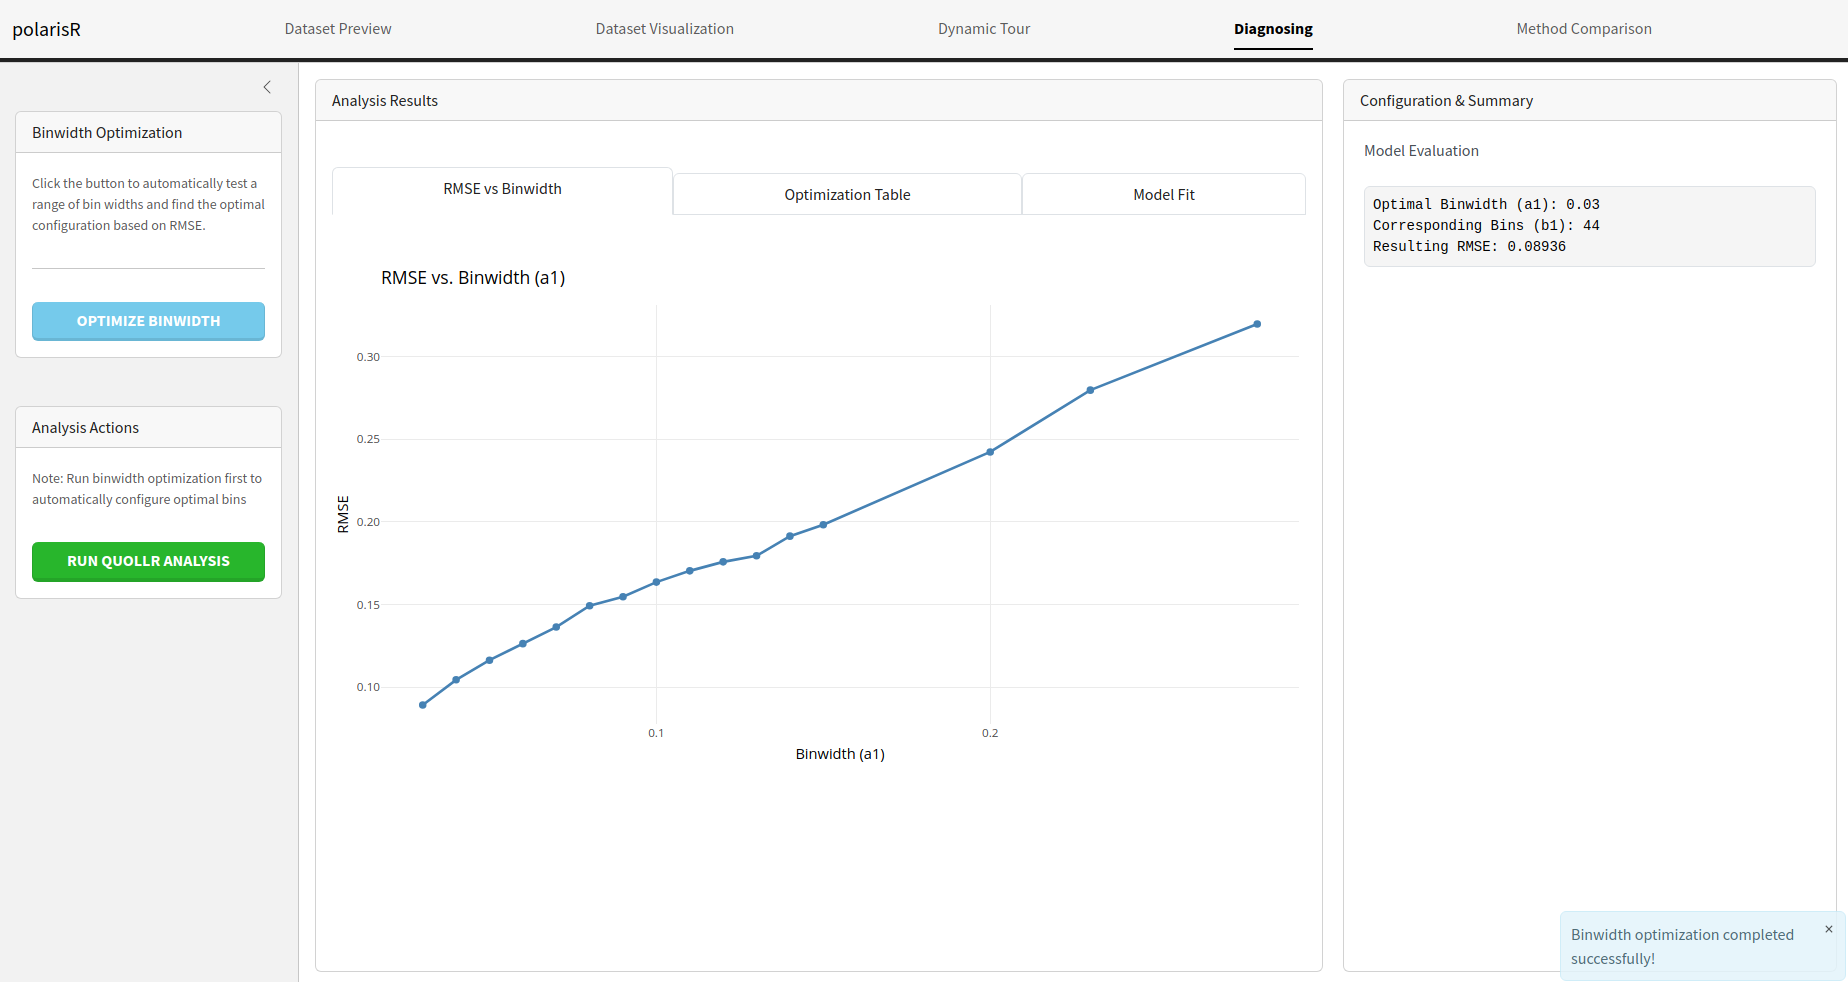 polarisR
Dataset Preview
Dataset Visualization
Dynamic Tour
Diagnosing
Method Comparison
Binwidth Optimization
Click the button to automatically test a
range of bin widths and find the optimal
configuration based on RMSE.
OPTIMIZE BINWIDTH
Analysis Actions
Note: Run binwidth optimization first to
automatically configure optimal bins
RUN QUOLLR ANALYSIS
Analysis Results
RMSE vs Binwidth
Optimization Table
Model Fit
RMSE vs. Binwidth (a1)
RMSE
0.30
0.25
0.20
0.15
0.10
0.1
0.2
Binwidth (a1)
Configuration & Summary
Model Evaluation
Optimal Binwidth (a1): 0.03
Corresponding Bins (b1): 44
Resulting RMSE: 0.08936
Binwidth optimization completed
successfully!
×